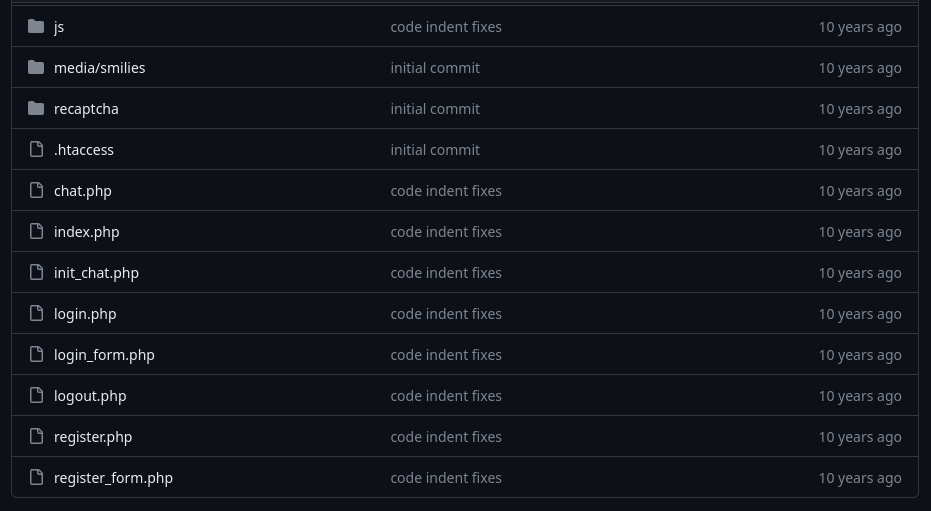 js code indent fixes 10 years ago
media/smilies initial commit 10 years ago
recaptcha initial commit 10 years ago
.htaccess initial commit 10 years ago
chat.php code indent fixes 10 years ago
index.php code indent fixes 10 years ago
init_chat.php code indent fixes 10 years ago
login.php code indent fixes 10 years ago
login_form.php code indent fixes 10 years ago
logout.php code indent fixes 10 years ago
register.php code indent fixes 10 years ago
register_form.php code indent fixes 10 years ago